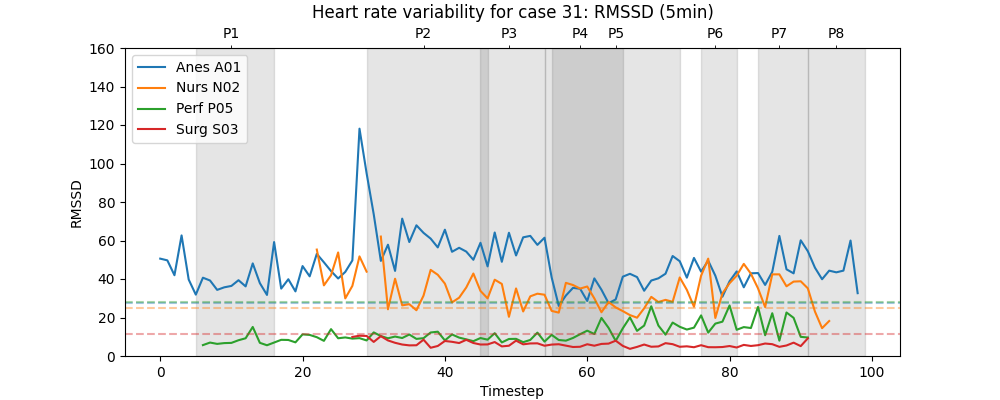 Heart rate variability for case 31: RMSSD (5min)
P1 P2 P3 P4 P5 P6 P7 P8
160
140
120
100
80
60
40
20
0
RMSSD
Anes A01
Nurs N02
Perf P05
Surg S03
0 20 40 60 80 100
Timestep